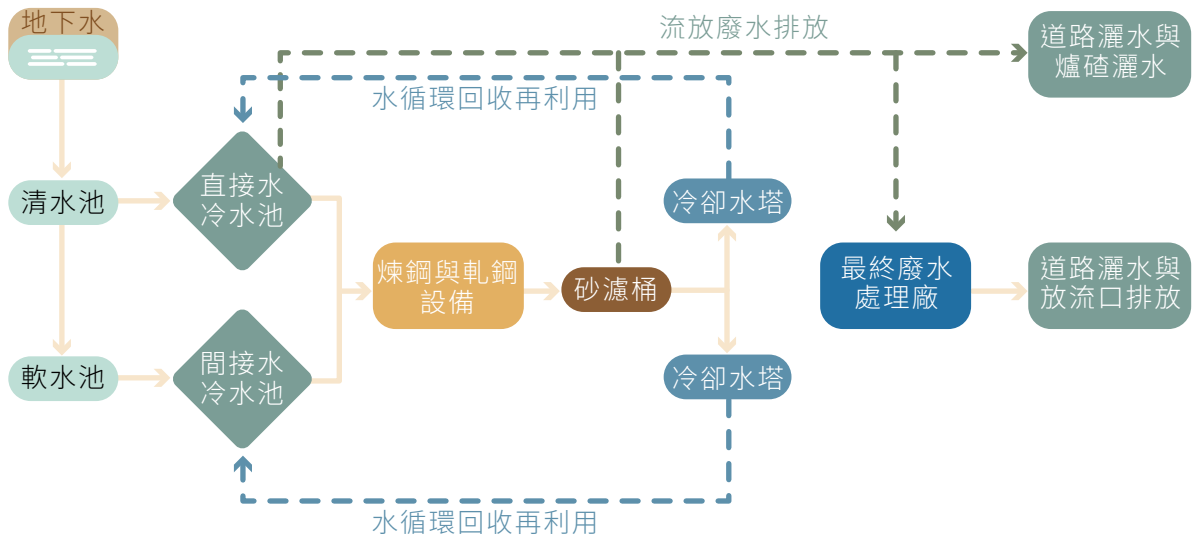 地下水
流放廢水排放
道路灑水與
爐碴灑水
水循環回收再利用
清水池
直接水
冷水池
冷卻水塔
煉鋼與軋鋼
設備
砂濾桶
最終廢水
處理廠
道路灑水與
放流口排放
軟水池
間接水
冷水池
冷卻水塔
水循環回收再利用